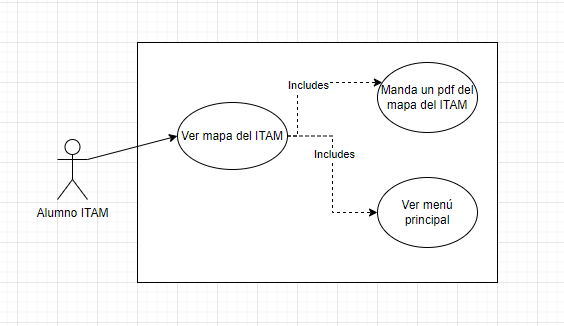 Includes
Manda un pdf del
mapa del ITAM
Ver mapa del ITAM
Includes
Alumno ITAM
Ver menú
principal